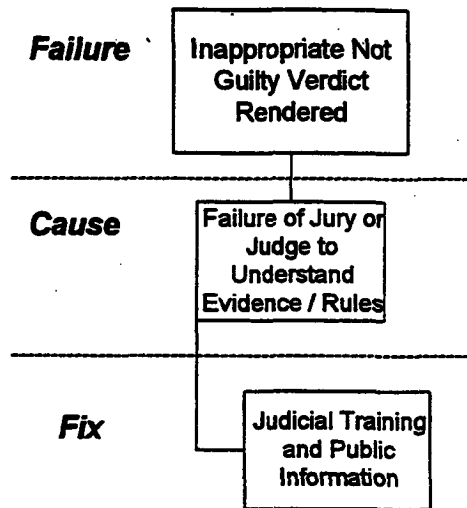 Failure
Inappropriate Not
Guilty Verdict
Rendered
Cause
Failure of Jury or
Judge to
Understand
Evidence / Rules
Fix
Judicial Training
and Public
Information